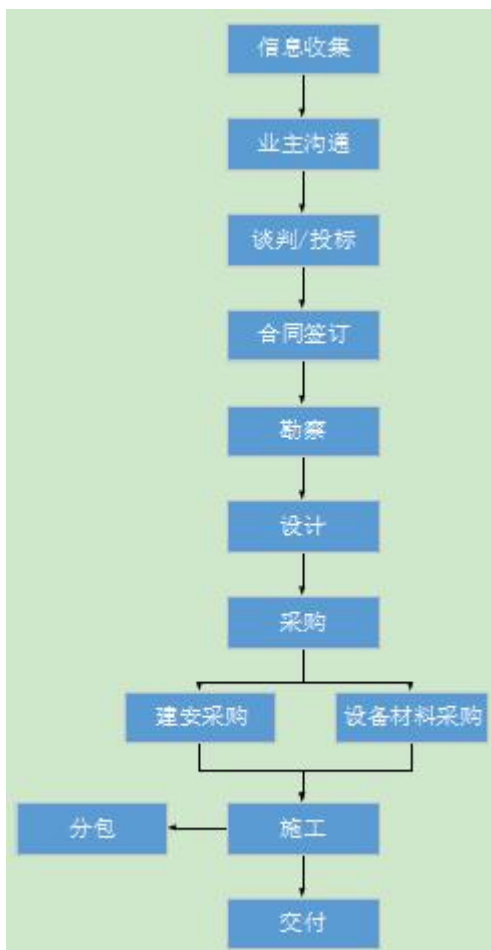 信息收集
业主沟通
谈判/投标
合同签订
勘察
设计
采购
建安采购
设备材料采购
分包
施工
交付